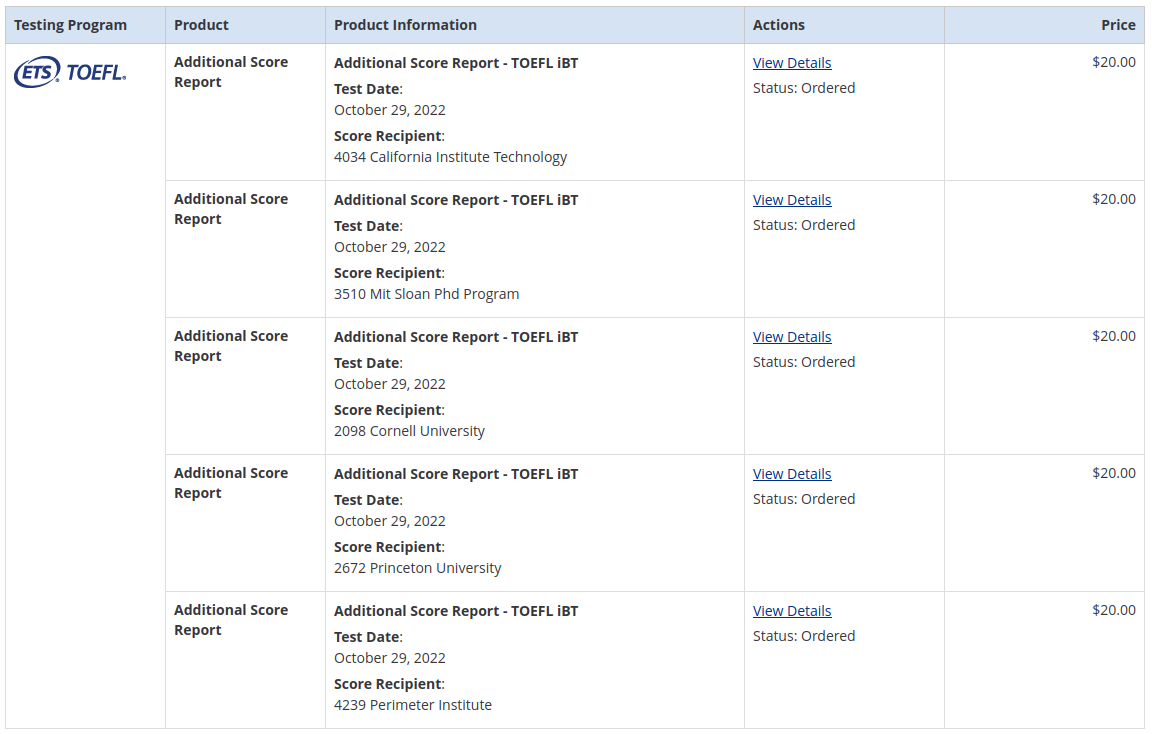 Testing Program Product Product Information Actions Price
ETS TOEFL.
Additional Score Report
Additional Score Report - TOEFL iBT
Test Date:
October 29, 2022
Score Recipient:
4034 California Institute Technology
View Details
Status: Ordered
$20.00
Additional Score
Report
Additional Score Report - TOEFL iBT
Test Date:
October 29, 2022
Score Recipient:
3510 Mit Sloan Phd Program
View Details
Status: Ordered
$20.00
Additional Score
Report
Additional Score Report - TOEFL iBT
Test Date:
October 29, 2022
Score Recipient:
2098 Cornell University
View Details
Status: Ordered
$20.00
Additional Score
Report
Additional Score Report - TOEFL iBT
Test Date:
October 29, 2022
Score Recipient:
2672 Princeton University
View Details
Status: Ordered
$20.00
Additional Score
Report
Additional Score Report - TOEFL iBT
Test Date:
October 29, 2022
Score Recipient:
4239 Perimeter Institute
View Details
Status: Ordered
$20.00